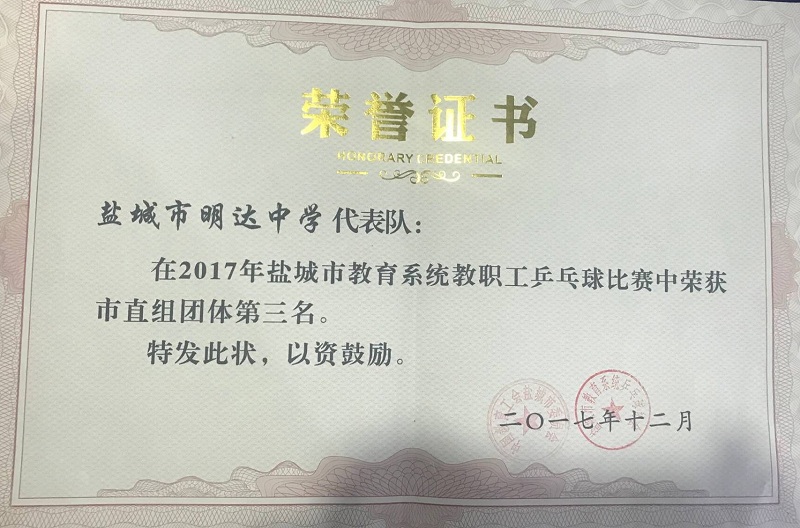 荣誉证书
盐城市明达中学代表队：
在2017年盐城市教育系统教职工乒乓球比赛中荣获
市直组团体第三名。
特发此状，以资鼓励。
二〇一七年十二月